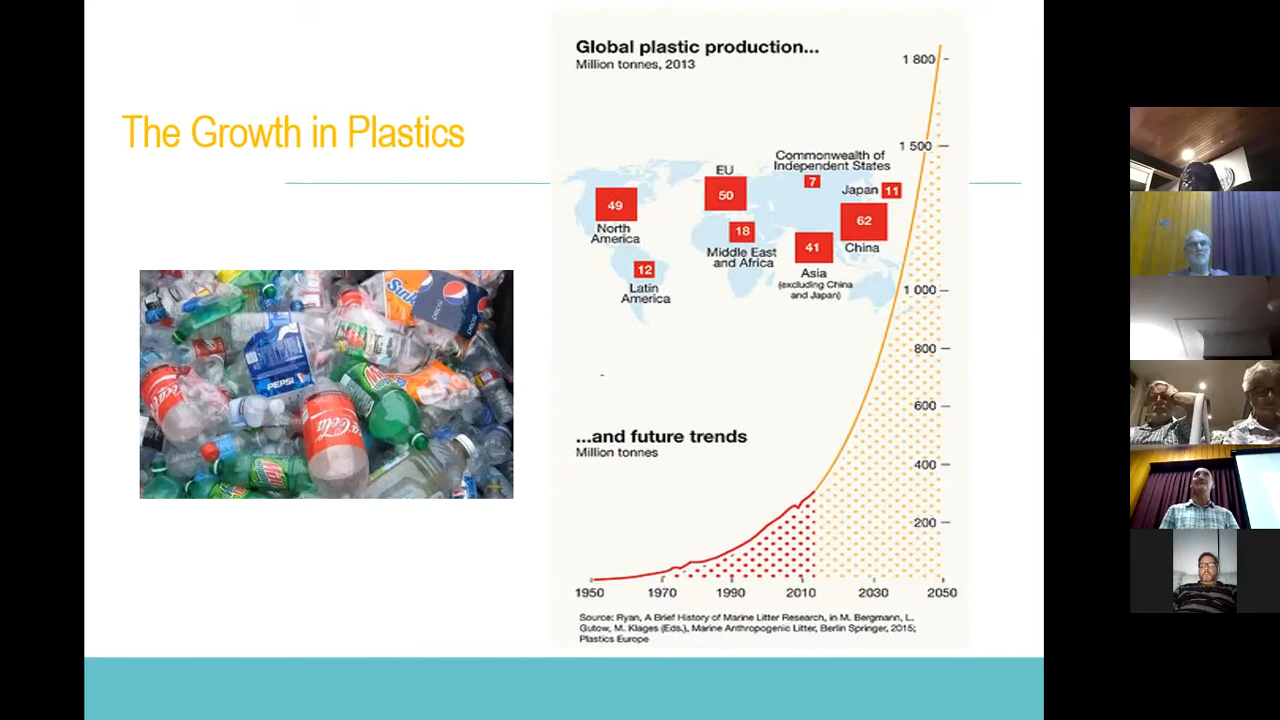 The Growth in Plastics
Global plastic production...
Million tonnes, 2013
1 800
1 500
1 000
800
600
400
200
Commonwealth of
Independent States
7
EU
50
Japan
11
49
North
America
18
Middle East
and Africa
62
China
41
Asia
(excluding China
and Japan)
12
Latin
America
...and future trends
Million tonnes
1950
1970
1990
2010
2030
2050
Source: Ryan, A Brief History of Marine Litter Research, in M. Bergmann, L.
Gutow, M. Klages (Eds.), Marine Anthropogenic Litter, Berlin Springer, 2015;
Plastics Europe
Sunk
PEPSI
Coca-Cola